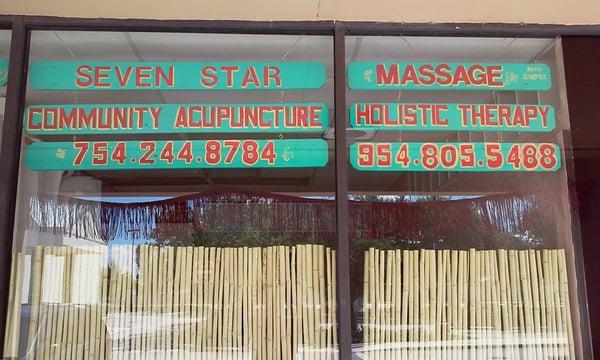 SEVEN STAR
COMMUNITY ACUPUNCTURE
754.244.8784
MASSAGE
HOLISTIC THERAPY
954.805.5488